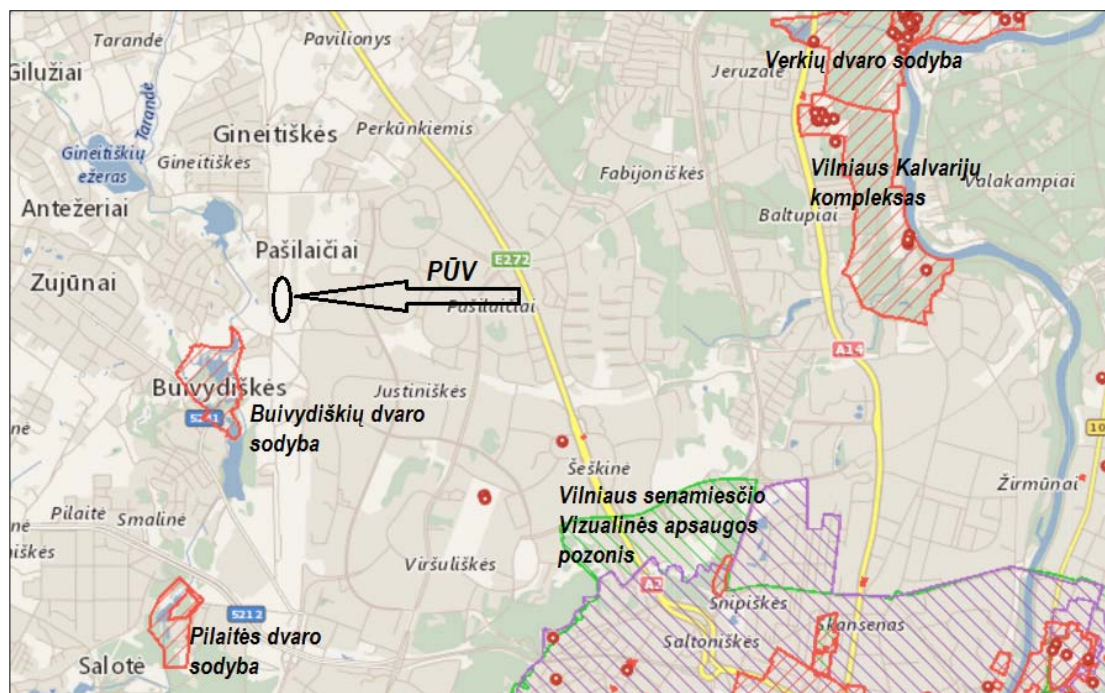 Tarandė
Pavilionys
Verkių dvaro sodyba
Jeruzalė
Gilužiai
Tarandė
Gineitiškės
Perkūnkiemis
Gineitiškių
ežeras
Gineitiškės
Fabijoniškės
Vilniaus Kalvarijų
kompleksas
Valakampiai
Antežeriai
Baltupiai
Pašilaičiai
E272
Zujūnai
PŪV
Pašilaičiai
A14
Buivydiškės
Justiniškės
Buivydiškių dvaro
sodyba
10
Šeškinė
Vilniaus senamiesčio
Vizualinės apsaugos
pozonis
Žirmūnai
Pilaitė
Smalinė
Viršuliškės
A2
Snipiškės
5212
Pilaitės dvaro
sodyba
Saltoniškės
Skansenas
Salotė